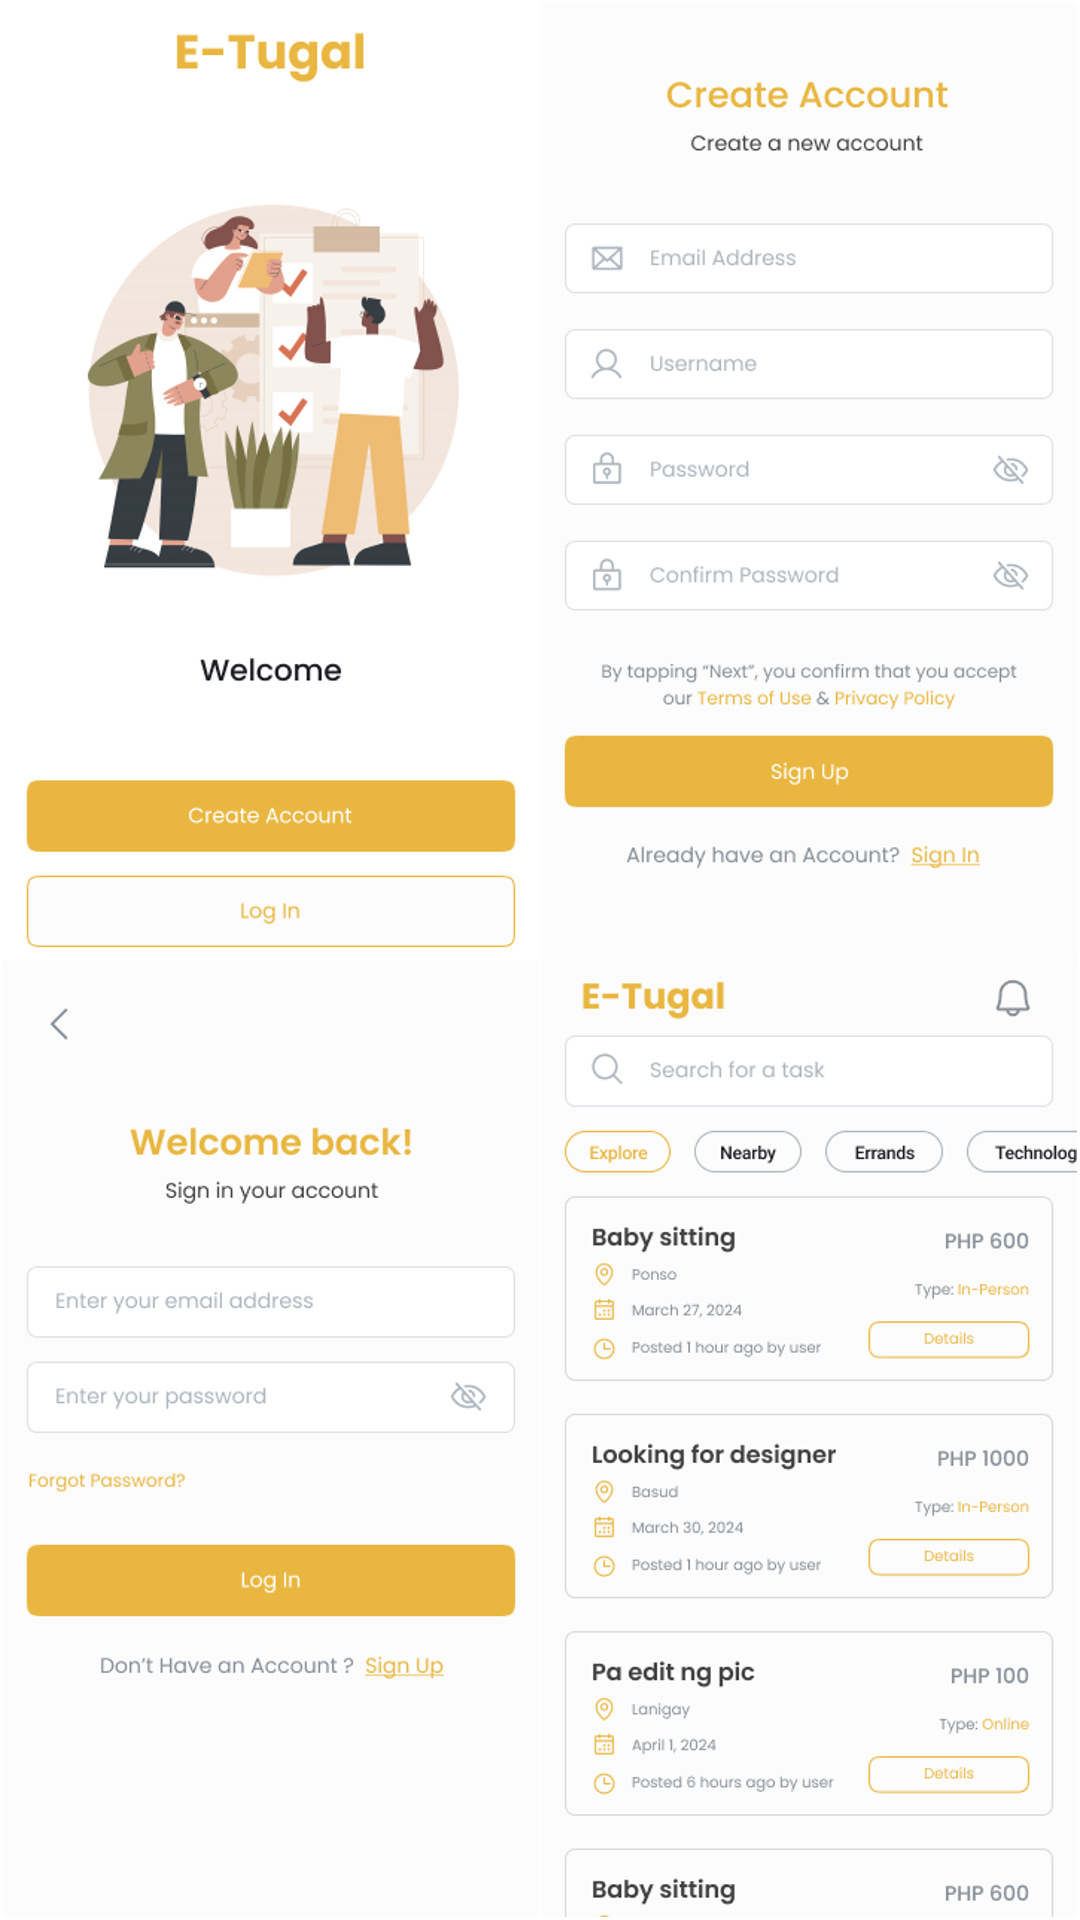 E-Tugal
Welcome
Create Account
Log In
Create Account
Create a new account
Email Address
Username
Password
Confirm Password
By tapping “Next”, you confirm that you accept
our Terms of Use & Privacy Policy
Sign Up
Already have an Account? Sign In
Welcome back!
Sign in your account
Enter your email address
Enter your password
Forgot Password?
Log In
Don’t Have an Account ? Sign Up
E-Tugal
Search for a task
Explore Nearby Errands Technolog
Baby sitting PHP 600
Ponso
Type: In-Person
March 27, 2024
Details
Posted 1 hour ago by user
Looking for designer PHP 1000
Basud
Type: In-Person
March 30, 2024
Details
Posted 1 hour ago by user
Pa edit ng pic PHP 100
Lanigay
Type: Online
April 1, 2024
Details
Posted 6 hours ago by user
Baby sitting PHP 600